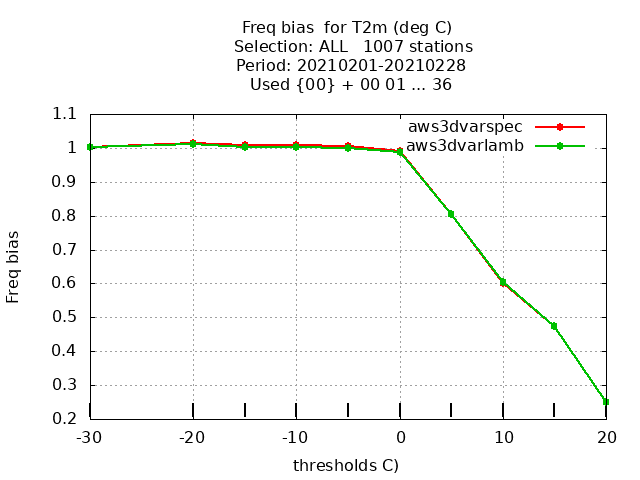 Freq bias  for T2m (deg C)
Selection: ALL   1007 stations
Period: 20210201-20210228
Used {00} + 00 01 ... 36
aws3dvarspec
aws3dvarlamb
Freq bias
1.1
1
0.9
0.8
0.7
0.6
0.5
0.4
0.3
0.2
-30 -20 -10 0 10 20
thresholds C)